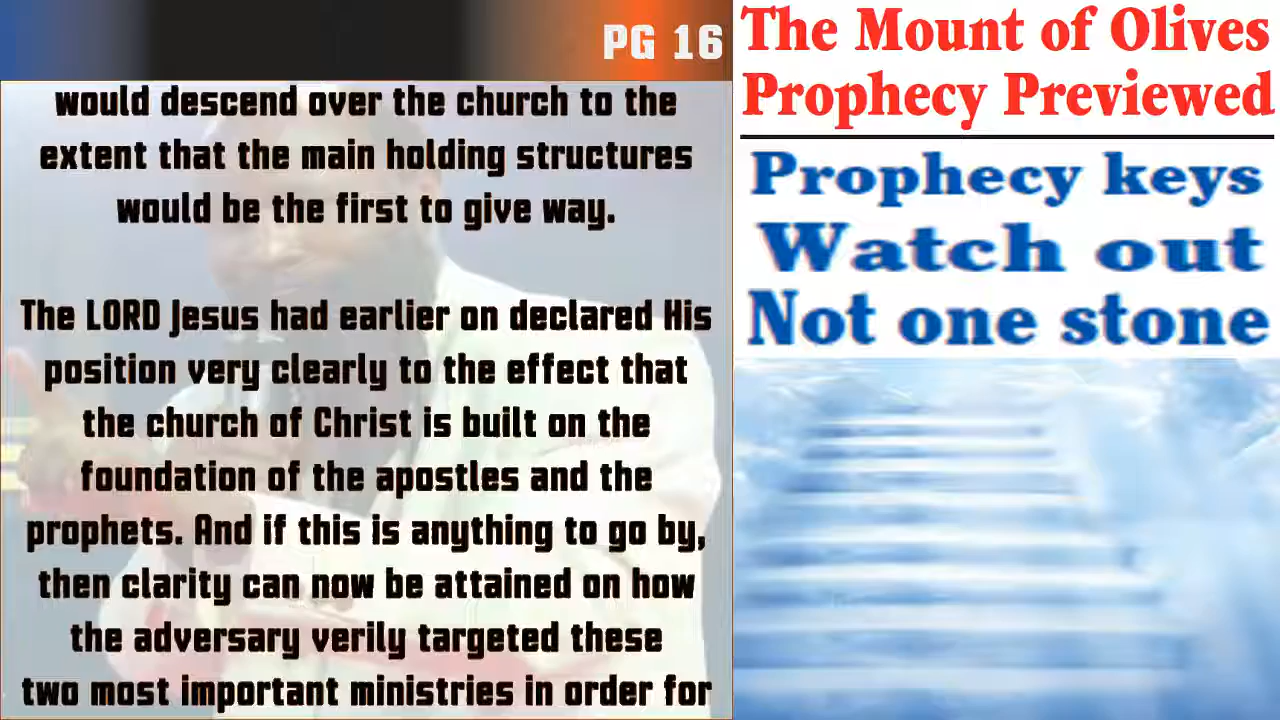 PG 16
would descend over the church to the
extent that the main holding structures
would be the first to give way.
The LORD Jesus had earlier on declared His
position very clearly to the effect that
the church of Christ is built on the
foundation of the apostles and the
prophets. And if this is anything to go by,
then clarity can now be attained on how
the adversary verily targeted these
two most important ministries in order for
The Mount of Olives
Prophecy Previewed
Prophecy keys
Watch out
Not one stone